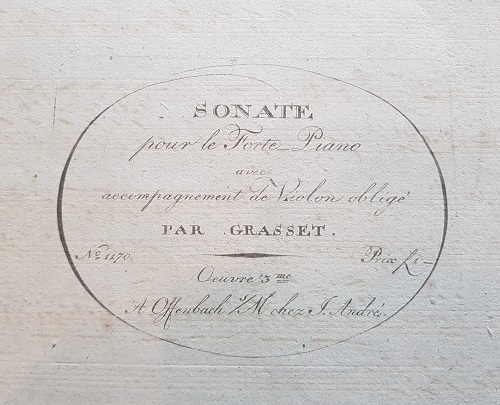 SONATE
pour le Forte-Piano
avec
accompagnement de Violon obligé
PAR GRASSET.
No. 1170. Prix f 1 —
Oeuvre 3 me
A Offenbach s/M chez J. André.